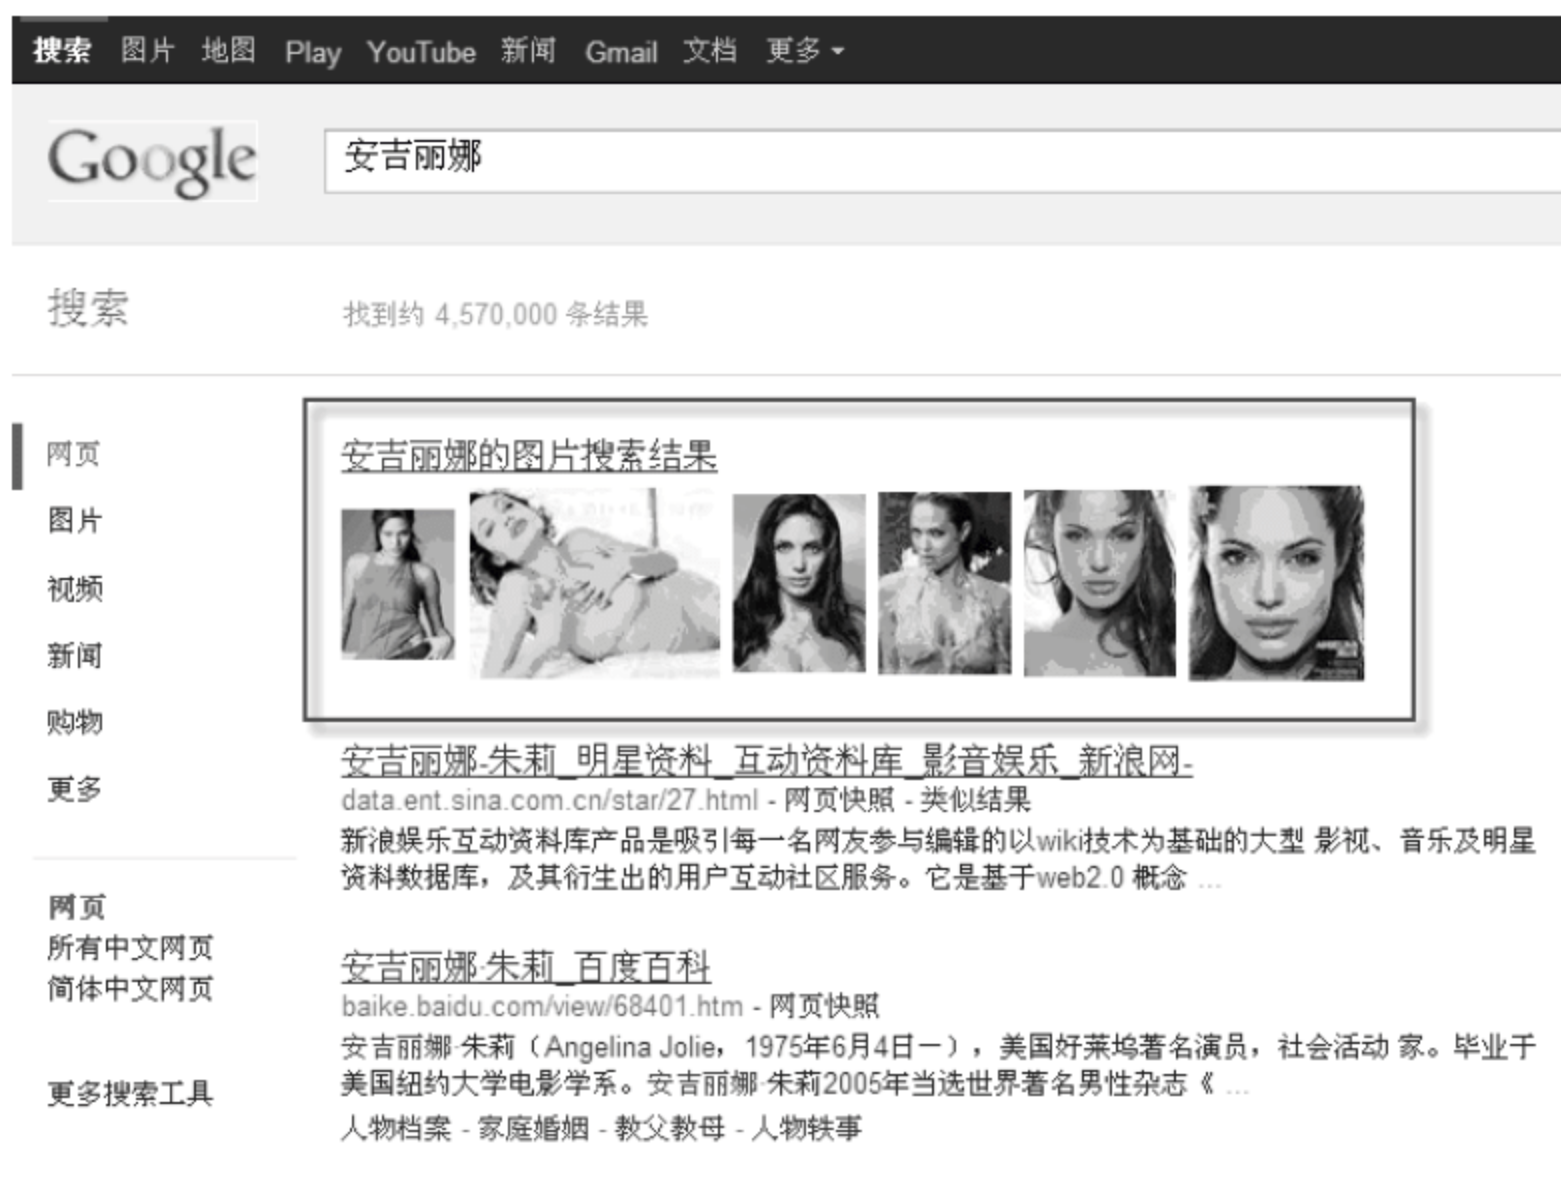 搜索 图片 地图 Play YouTube 新闻 Gmail 文档 更多
Google
安吉丽娜
搜索
找到约 4,570,000 条结果
网页
图片
视频
新闻
购物
更多
网页
所有中文网页
简体中文网页
更多搜索工具
安吉丽娜的图片搜索结果
安吉丽娜-朱莉_明星资料_互动资料库_影音娱乐_新浪网-
data.ent.sina.com.cn/star/27.html - 网页快照 - 类似结果
新浪娱乐互动资料库产品是吸引每一名网友参与编辑的以wiki技术为基础的大型 影视、音乐及明星
资料数据库，及其衍生出的用户互动社区服务。它是基于web2.0 概念 ...
安吉丽娜·朱莉_百度百科
baike.baidu.com/view/68401.htm - 网页快照
安吉丽娜·朱莉（Angelina Jolie，1975年6月4日—），美国好莱坞著名演员，社会活动 家。毕业于
美国纽约大学电影学系。安吉丽娜·朱莉2005年当选世界著名男性杂志《 ...
人物档案 - 家庭婚姻 - 教父教母 - 人物轶事